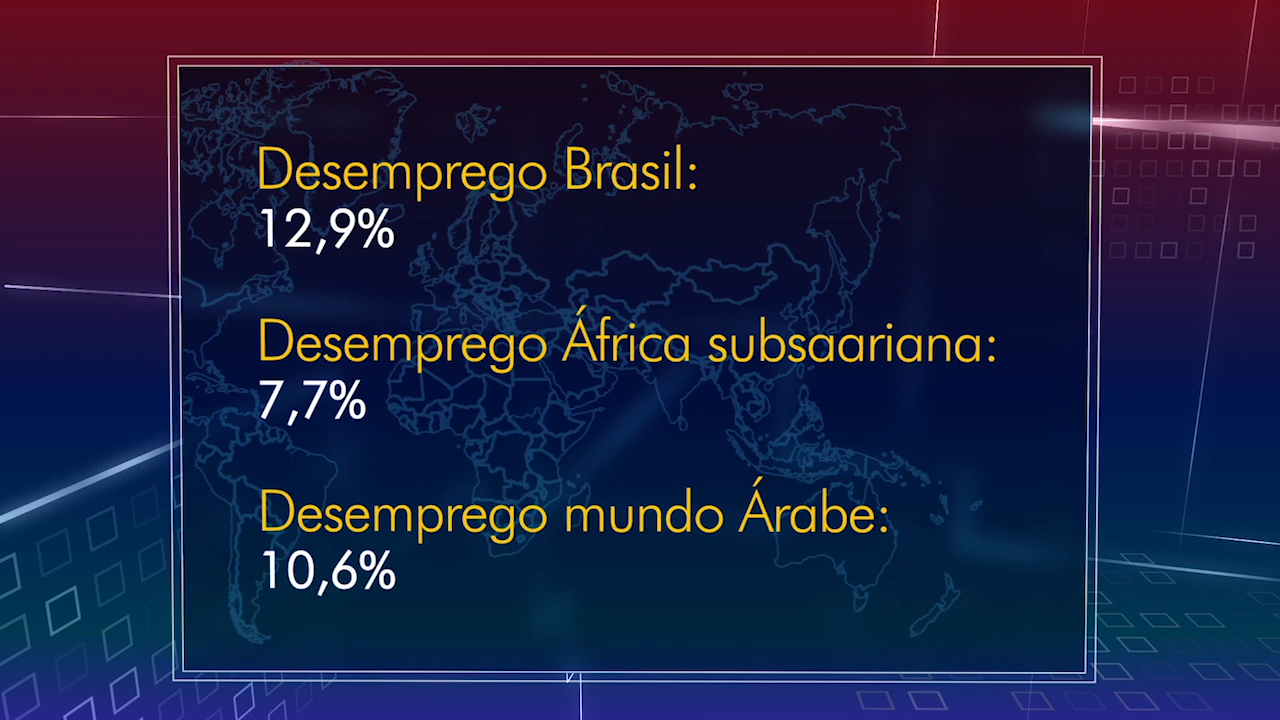 Desemprego Brasil:
12,9%
Desemprego África subsaariana:
7,7%
Desemprego mundo Árabe:
10,6%